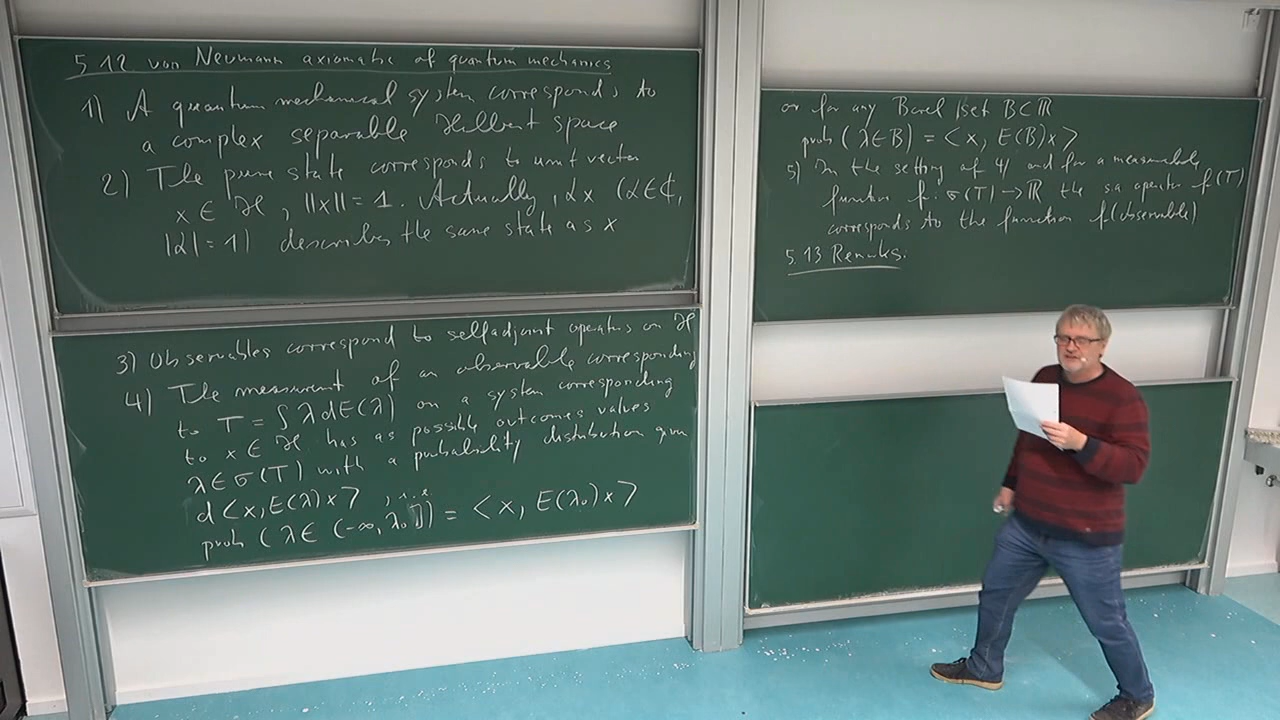 5.12 von Neumann axiomatic of quantum mechanics
1) A quantum mechanical system corresponds to
a complex separable Hilbert space
2) The pure state corresponds to unit vector
x ∈ ℋ, ||x|| = 1. Actually, αx (α ∈ ℂ,
|α| = 1) describes the same state as x
3) Observables correspond to selfadjoint operators on ℋ
4) The measurement of an observable corresponding
to T = ∫ λ dE(λ) on a system corresponding
to x ∈ ℋ has as possible outcomes values
λ ∈ σ(T) with a probability distribution given
d<x, E(λ)x>, i.e.
prob (λ ∈ (-∞, λ₀]) = <x, E(λ₀)x>
or for any Borel set B ⊂ ℝ
prob (λ ∈ B) = <x, E(B)x>
5) In the setting of 4) and for a measurable
function f: σ(T) → ℝ the s.a. operator f(T)
corresponds to the function f(observable)
5.13 Remarks.